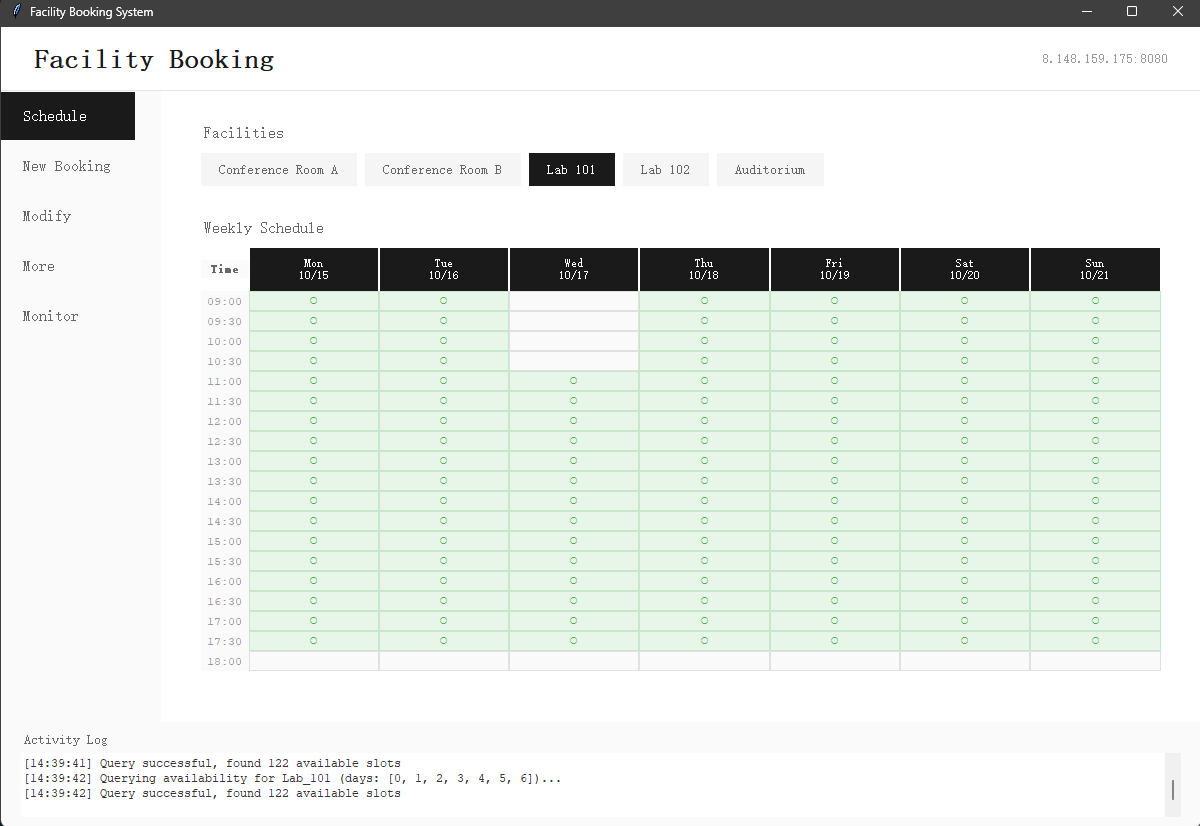 Facility Booking System
Facility Booking
8.148.159.175:8080
Schedule
New Booking
Modify
More
Monitor
Facilities
Conference Room A Conference Room B Lab 101 Lab 102 Auditorium
Weekly Schedule
Time Mon 10/15 Tue 10/16 Wed 10/17 Thu 10/18 Fri 10/19 Sat 10/20 Sun 10/21
09:00 ○ ○ ○ ○ ○ ○
09:30 ○ ○ ○ ○ ○ ○
10:00 ○ ○ ○ ○ ○ ○
10:30 ○ ○ ○ ○ ○ ○
11:00 ○ ○ ○ ○ ○ ○ ○
11:30 ○ ○ ○ ○ ○ ○ ○
12:00 ○ ○ ○ ○ ○ ○ ○
12:30 ○ ○ ○ ○ ○ ○ ○
13:00 ○ ○ ○ ○ ○ ○ ○
13:30 ○ ○ ○ ○ ○ ○ ○
14:00 ○ ○ ○ ○ ○ ○ ○
14:30 ○ ○ ○ ○ ○ ○ ○
15:00 ○ ○ ○ ○ ○ ○ ○
15:30 ○ ○ ○ ○ ○ ○ ○
16:00 ○ ○ ○ ○ ○ ○ ○
16:30 ○ ○ ○ ○ ○ ○ ○
17:00 ○ ○ ○ ○ ○ ○ ○
17:30 ○ ○ ○ ○ ○ ○ ○
18:00
Activity Log
[14:39:41] Query successful, found 122 available slots
[14:39:42] Querying availability for Lab_101 (days: [0, 1, 2, 3, 4, 5, 6])...
[14:39:42] Query successful, found 122 available slots